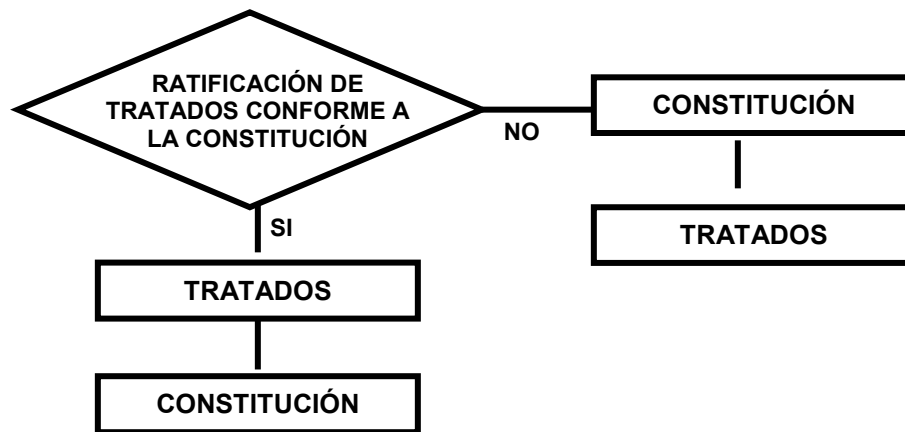 RATIFICACIÓN DE
TRATADOS CONFORME A
LA CONSTITUCIÓN
NO
CONSTITUCIÓN
TRATADOS
SI
TRATADOS
CONSTITUCIÓN